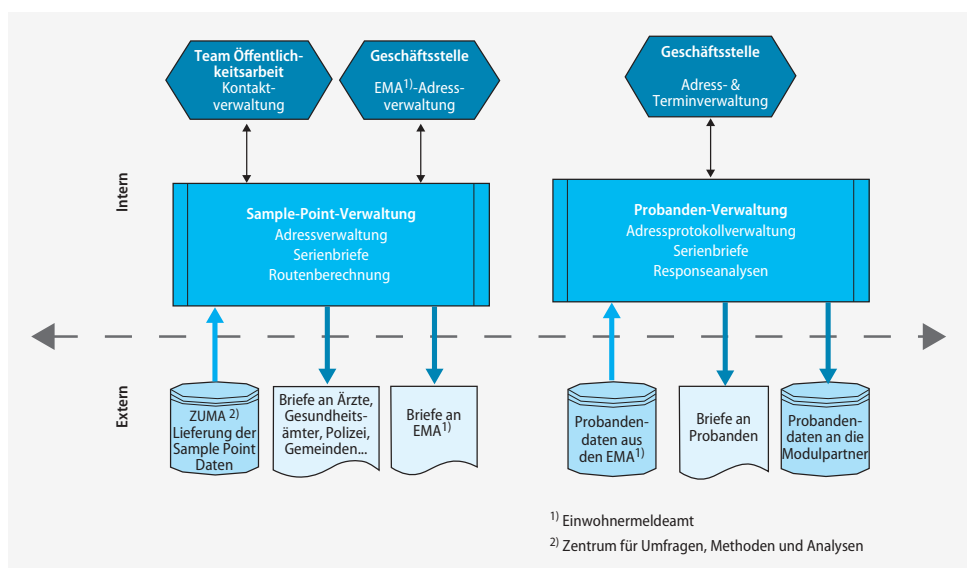 Team Öffentlich-
keitsarbeit
Kontakt-
verwaltung
Geschäftsstelle
EMA1)-Adress-
verwaltung
Geschäftsstelle
Adress- &
Terminverwaltung
Intern
Sample-Point-Verwaltung
Adressverwaltung
Serienbriefe
Routenberechnung
Probanden-Verwaltung
Adressprotokollverwaltung
Serienbriefe
Responseanalysen
Extern
ZUMA 2)
Lieferung der
Sample Point
Daten
Briefe an Ärzte,
Gesundheits-
ämter, Polizei,
Gemeinden...
Briefe an
EMA1)
Probanden-
daten aus
den EMA1)
Briefe an
Probanden
Probanden-
daten an die
Modulpartner
1) Einwohnermeldeamt
2) Zentrum für Umfragen, Methoden und Analysen